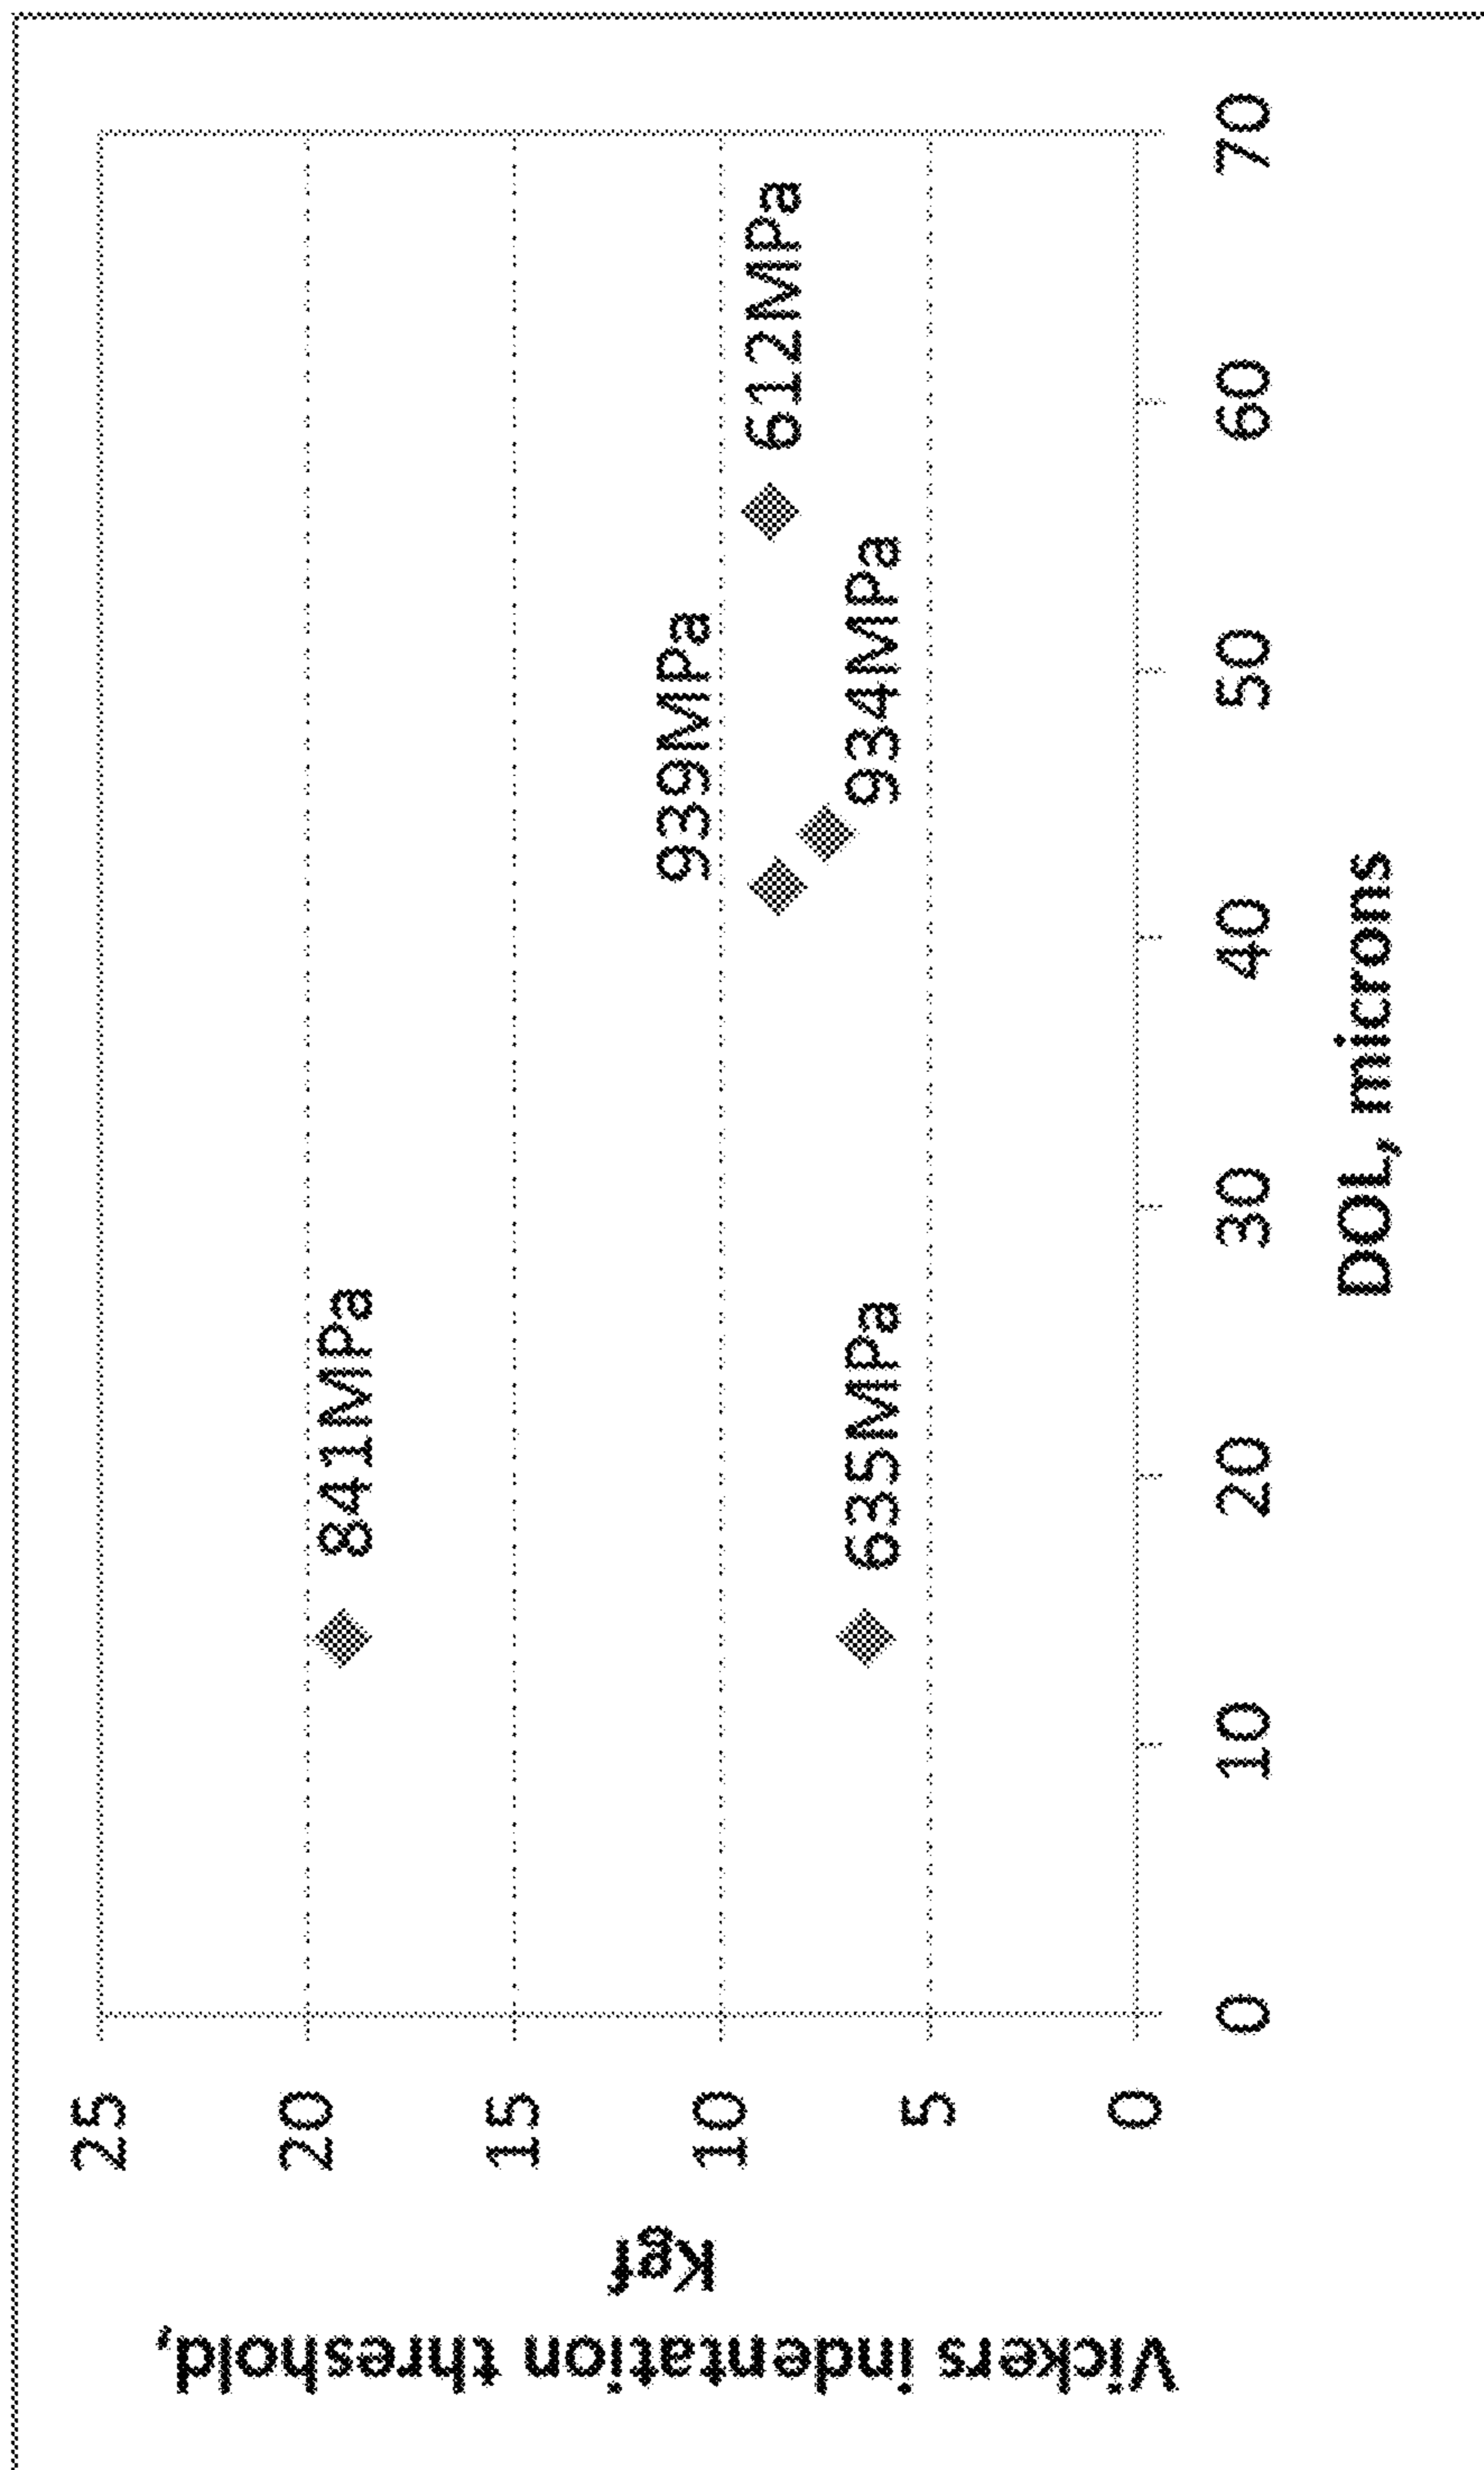 Vickers indentation threshold,
Kgf
25
20
15
10
5
0
841MPa
635MPa
939MPa
934MPa
612MPa
0
10
20
30
40
50
60
70
DOL, microns